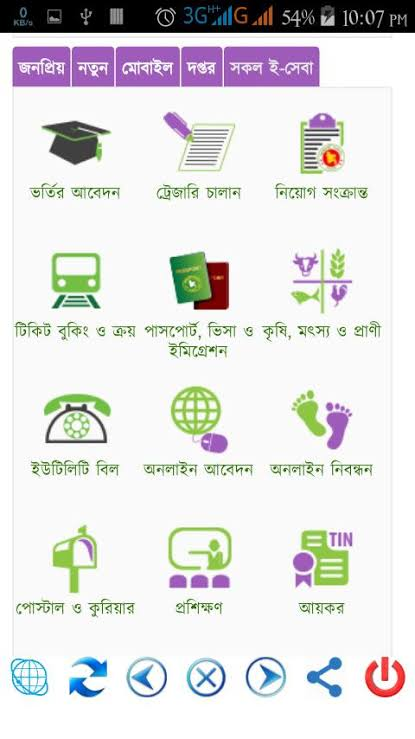 0
KB/s
3G H+ G 54% 10:07 PM
জনপ্রিয় নতুন মোবাইল দপ্তর সকল ই-সেবা
ভর্তির আবেদন ট্রেজারি চালান নিয়োগ সংক্রান্ত
PASSPORT
টিকিট বুকিং ও ক্রয় পাসপোর্ট, ভিসা ও কৃষি, মৎস্য ও প্রাণী
ইমিগ্রেশন
ইউটিলিটি বিল অনলাইন আবেদন অনলাইন নিবন্ধন
TIN
পোস্টাল ও কুরিয়ার প্রশিক্ষণ আয়কর